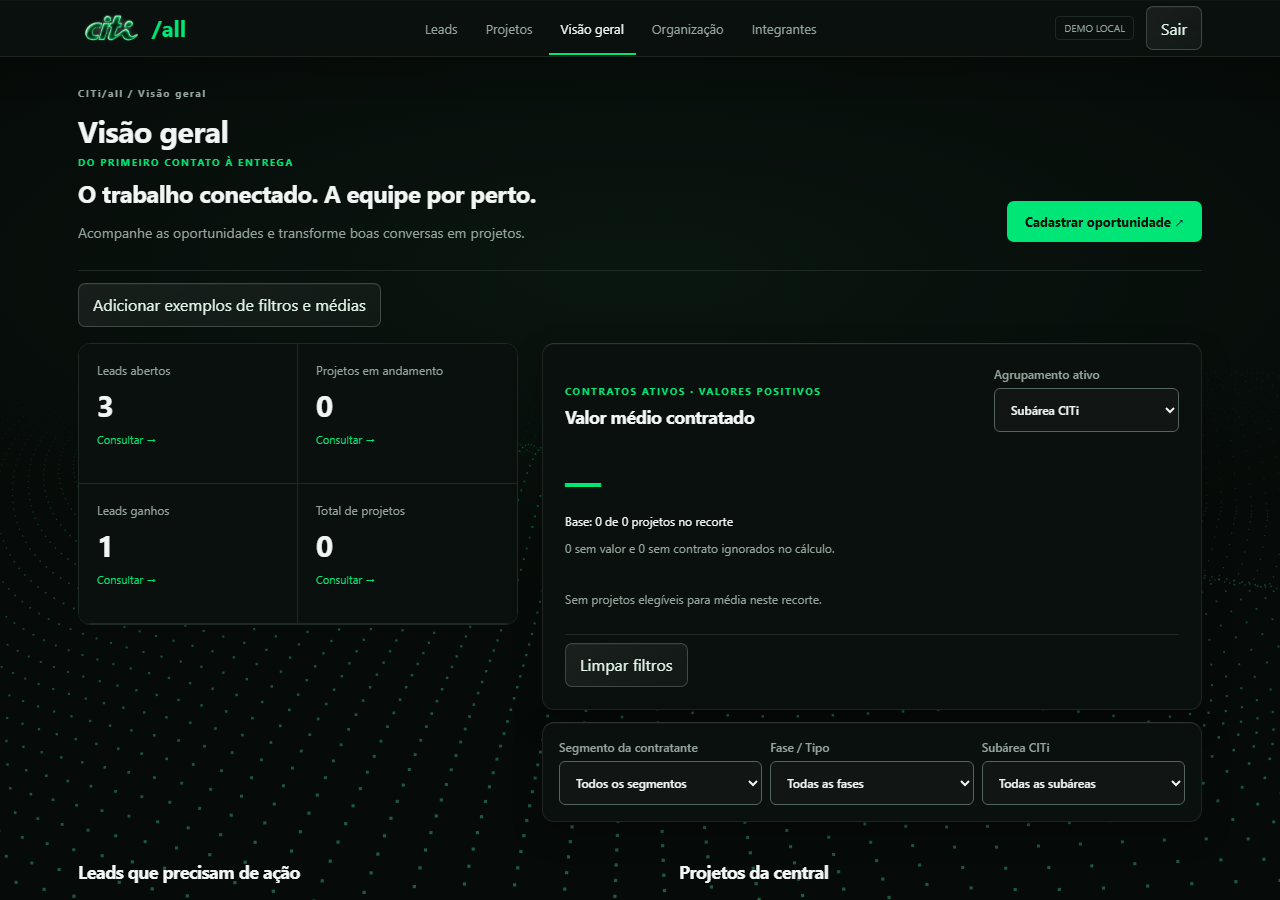 citi /all
Leads
Projetos
Visão geral
Organização
Integrantes
DEMO LOCAL
Sair
CITi/all / Visão geral
Visão geral
DO PRIMEIRO CONTATO À ENTREGA
O trabalho conectado. A equipe por perto.
Acompanhe as oportunidades e transforme boas conversas em projetos.
Cadastrar oportunidade ↗
Adicionar exemplos de filtros e médias
Leads abertos
3
Consultar →
Projetos em andamento
0
Consultar →
Leads ganhos
1
Consultar →
Total de projetos
0
Consultar →
CONTRATOS ATIVOS · VALORES POSITIVOS
Valor médio contratado
Agrupamento ativo
Subárea CITi
—
Base: 0 de 0 projetos no recorte
0 sem valor e 0 sem contrato ignorados no cálculo.
Sem projetos elegíveis para média neste recorte.
Limpar filtros
Segmento da contratante
Todos os segmentos
Fase / Tipo
Todas as fases
Subárea CITi
Todas as subáreas
Leads que precisam de ação
Projetos da central